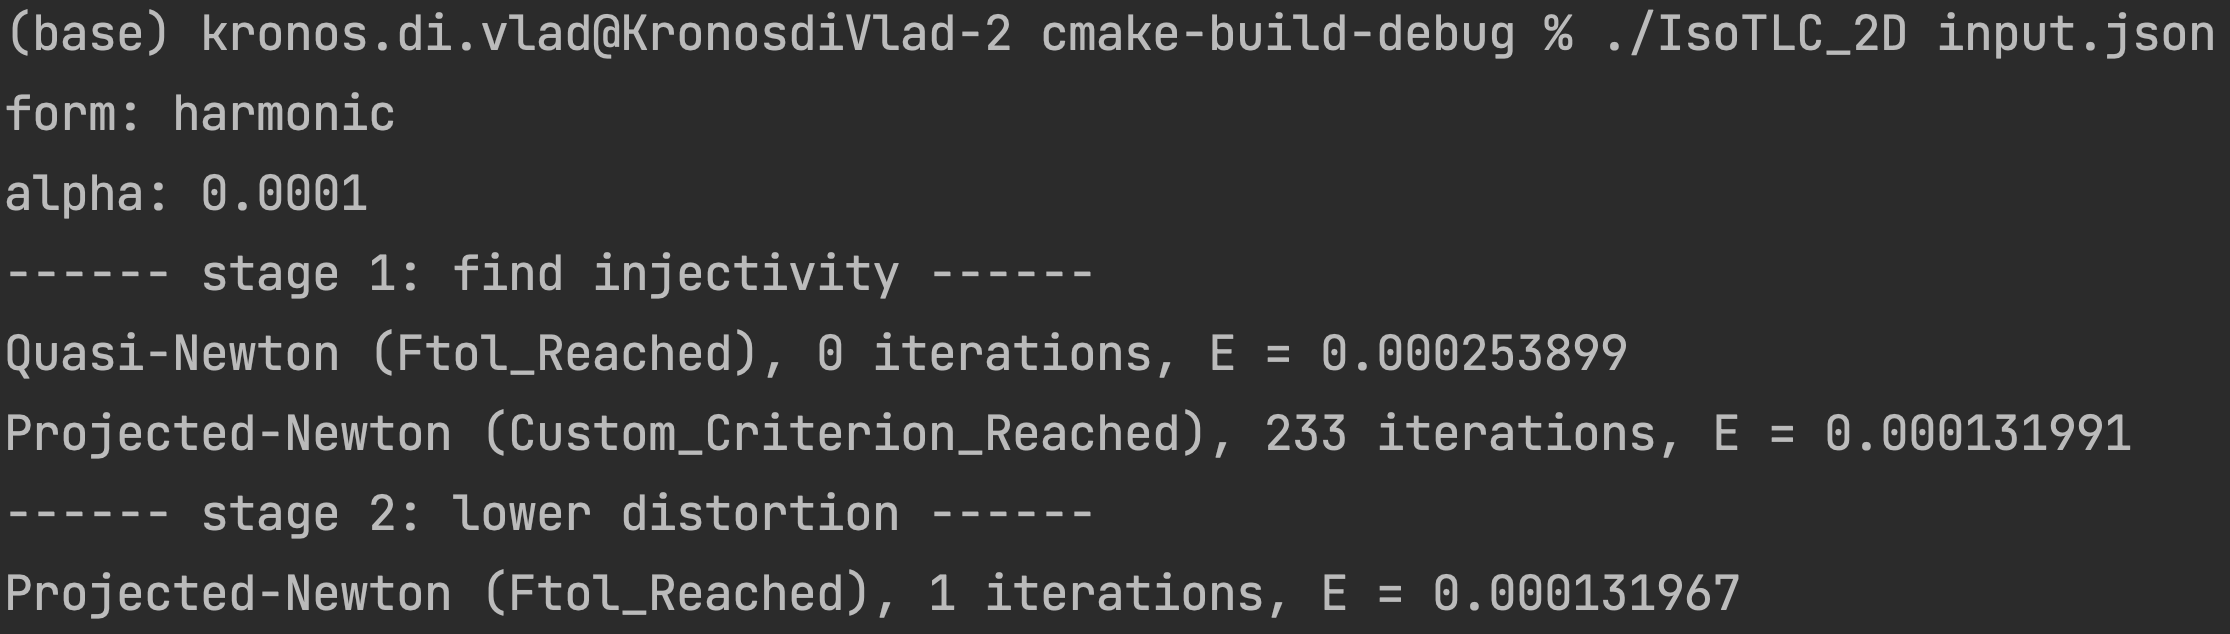 (base) kronos.di.vlad@KronosdiVlad-2 cmake-build-debug % ./IsoTLC_2D input.json
form: harmonic
alpha: 0.0001
------ stage 1: find injectivity ------
Quasi-Newton (Ftol_Reached), 0 iterations, E = 0.000253899
Projected-Newton (Custom_Criterion_Reached), 233 iterations, E = 0.000131991
------ stage 2: lower distortion ------
Projected-Newton (Ftol_Reached), 1 iterations, E = 0.000131967